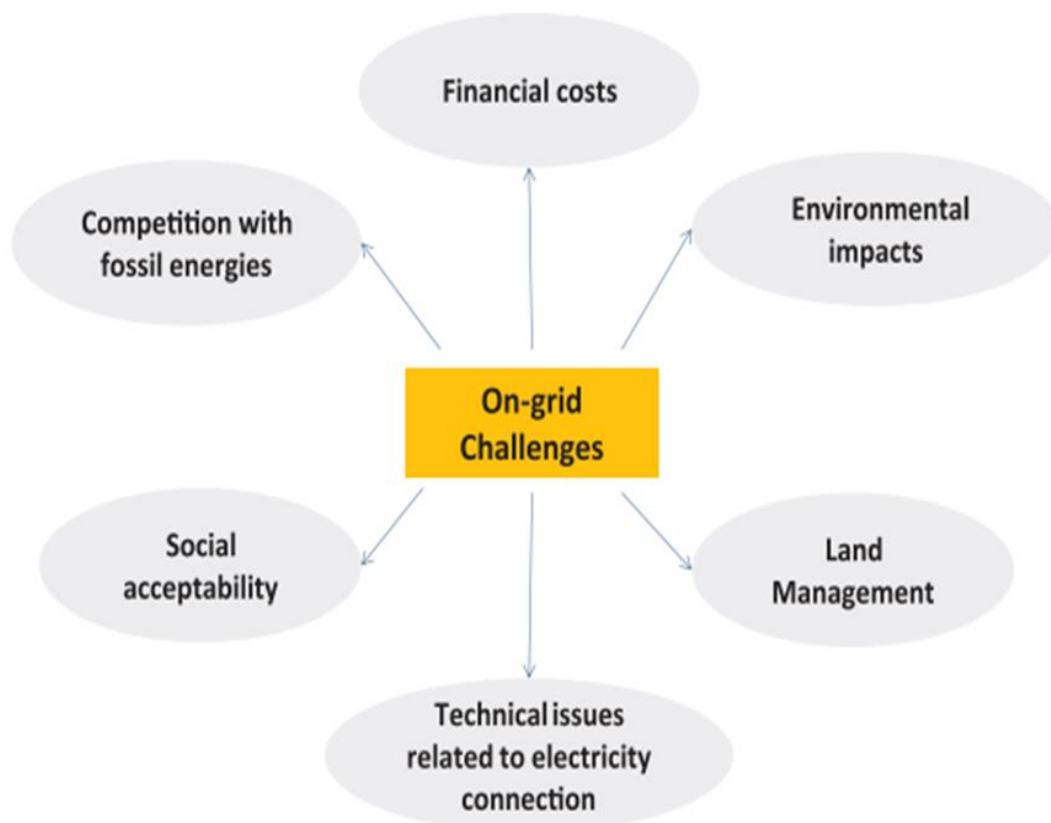 Financial costs
Competition with
fossil energies
Environmental
impacts
On-grid
Challenges
Social
acceptability
Land
Management
Technical issues
related to electricity
connection